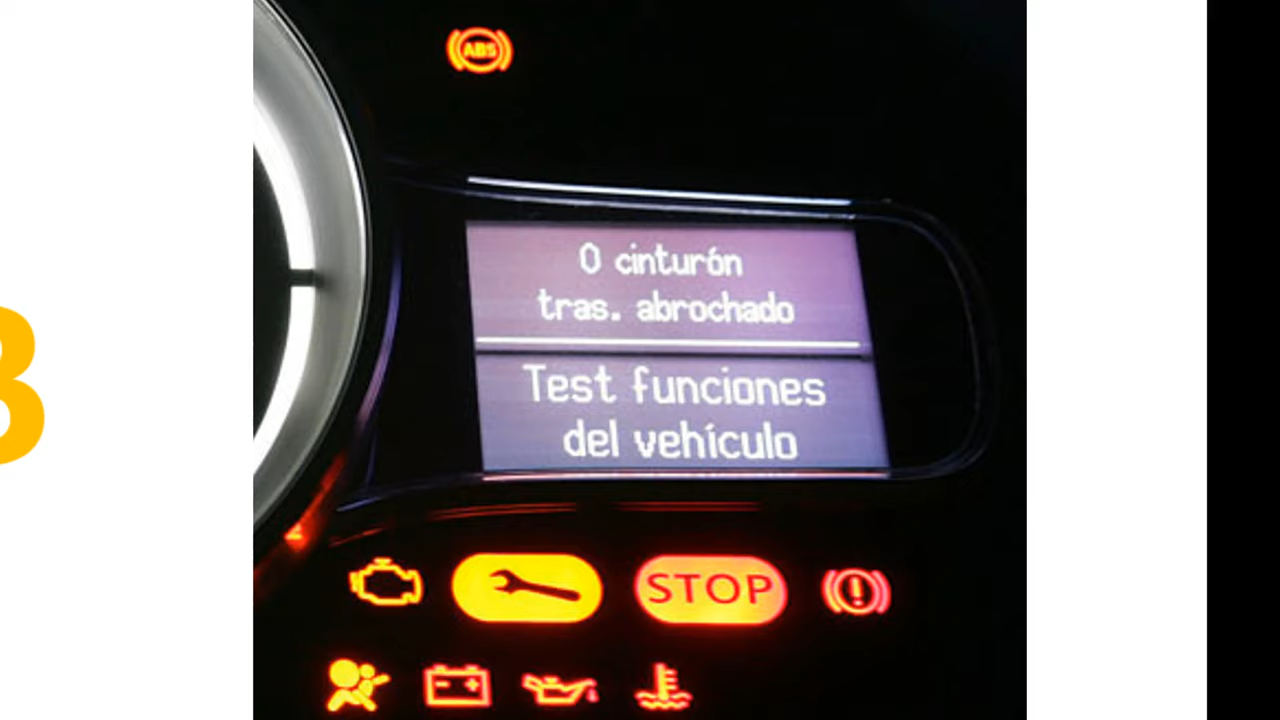 ABS
0 cinturón
tras. abrochado
Test funciones
del vehículo
STOP